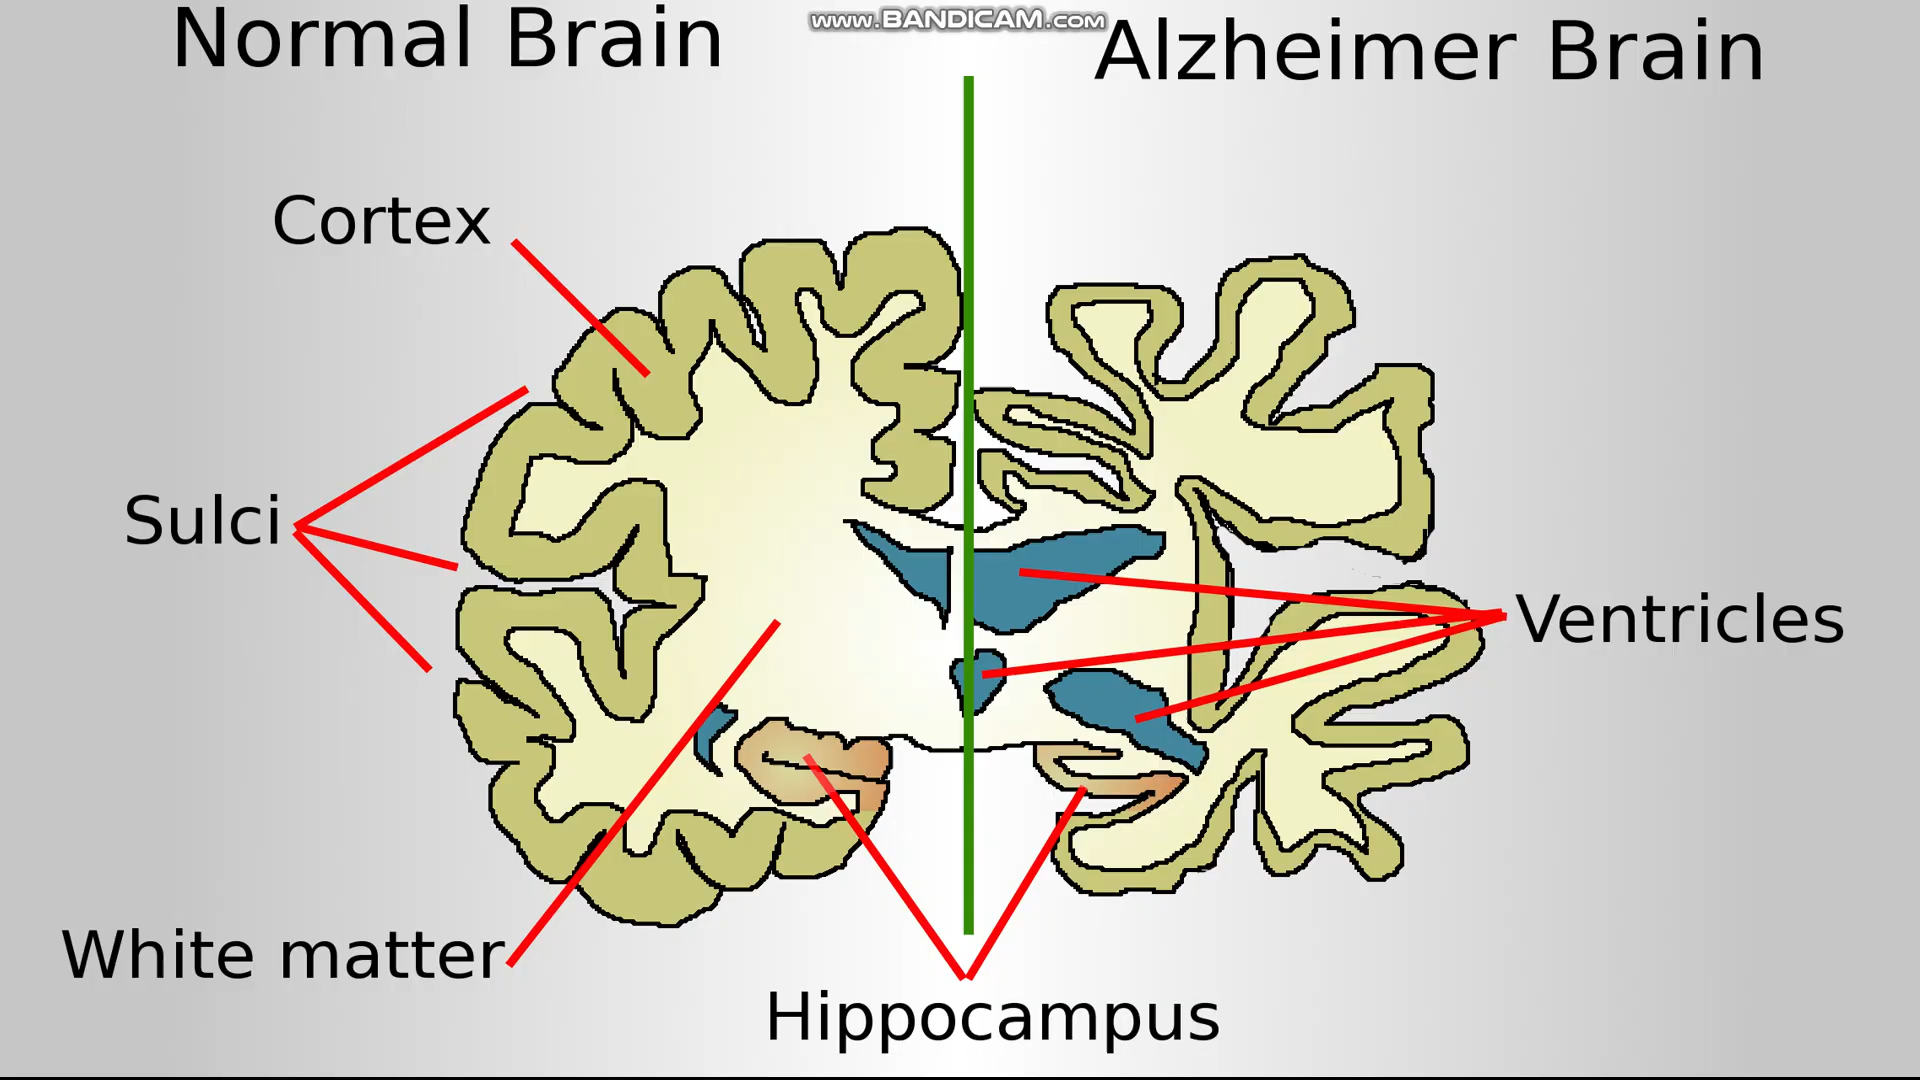 Normal Brain
www.BANDICAM.com
Alzheimer Brain
Cortex
Sulci
Ventricles
White matter
Hippocampus